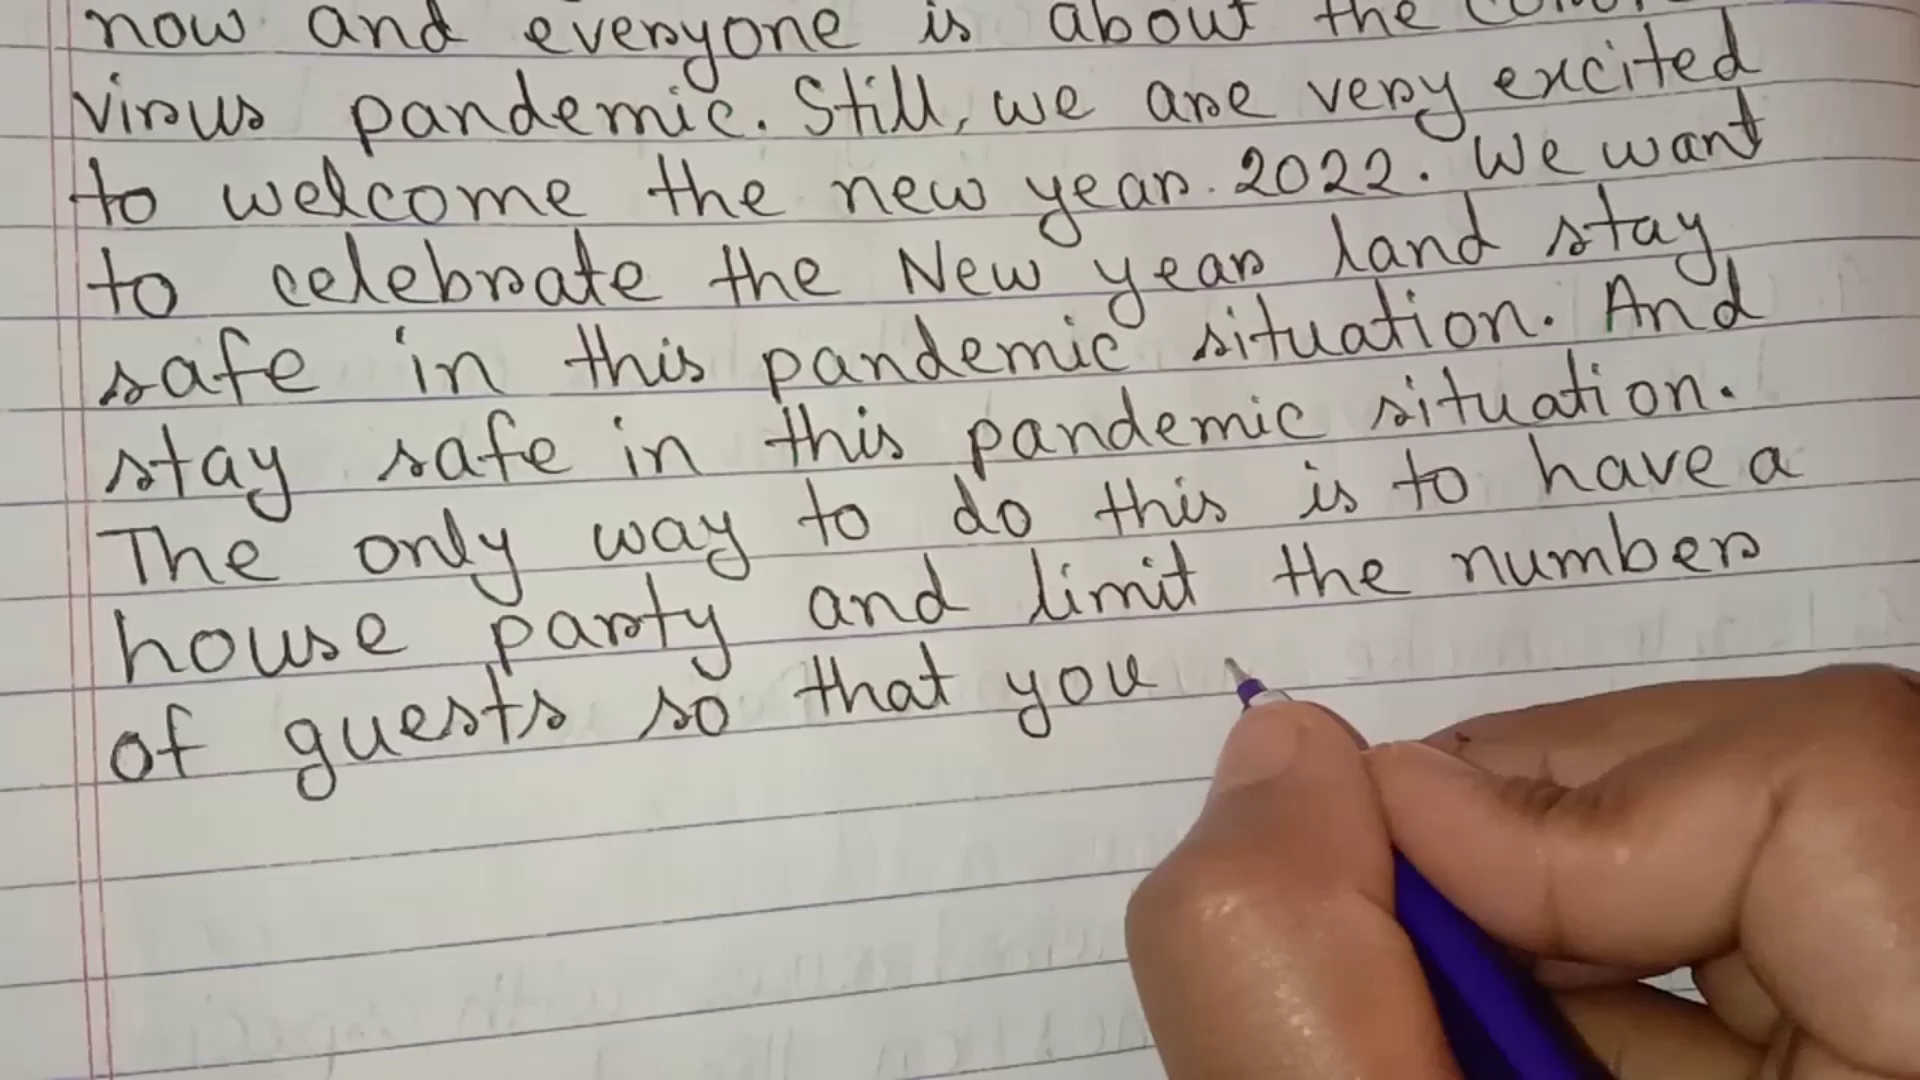 now and everyone is about the
virus pandemic. Still, we are very excited
to welcome the new year 2022. We want
to celebrate the New year land stay
safe in this pandemic situation. And
stay safe in this pandemic situation.
The only way to do this is to have a
house party and limit the number
of guests so that you